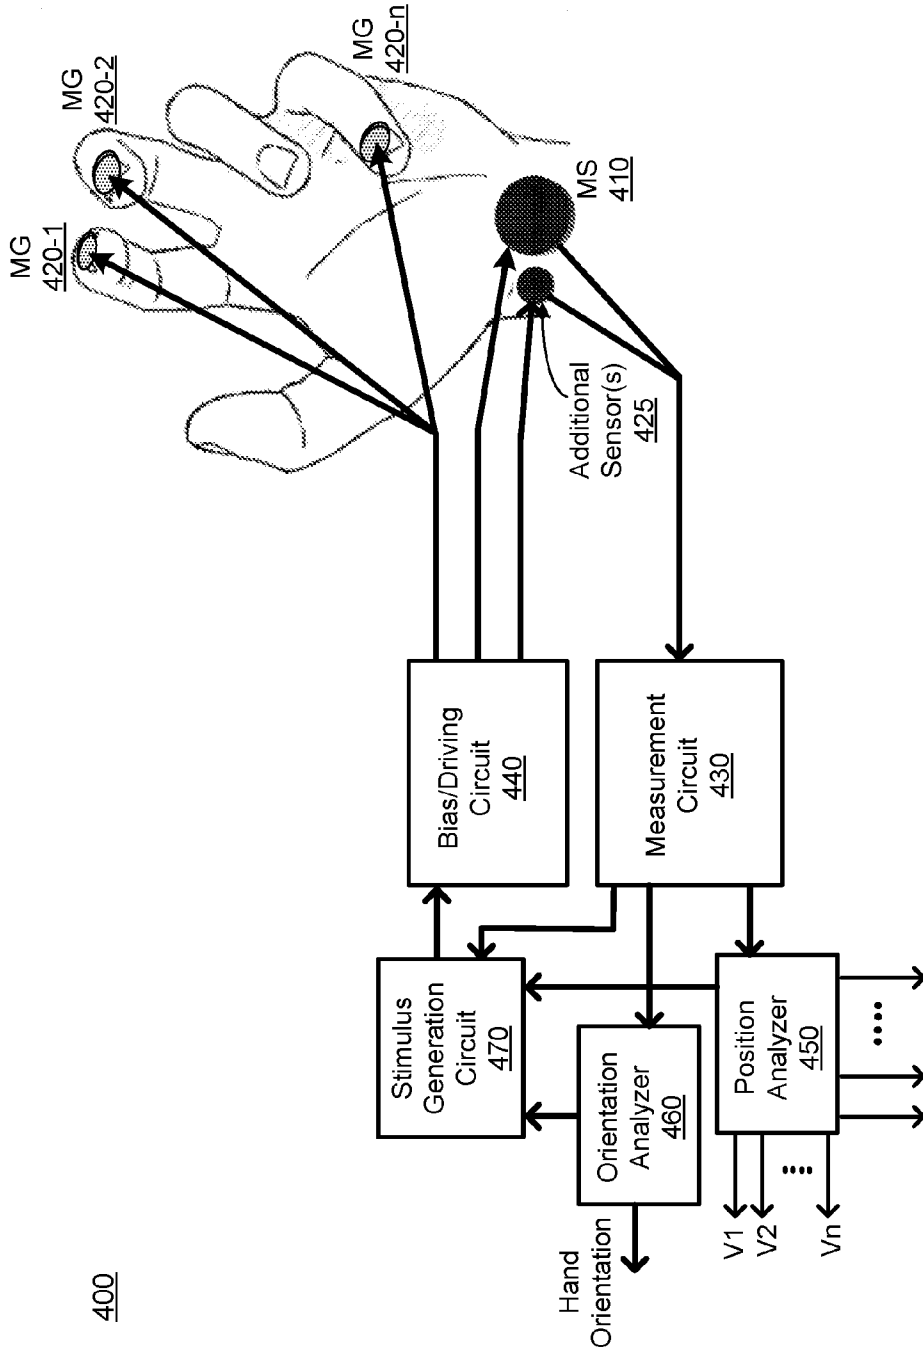 400
MG
420-1
MG
420-2
MG
420-n
MS
410
Additional
Sensor(s)
425
Bias/Driving
Circuit
440
Measurement
Circuit
430
Stimulus
Generation
Circuit
470
Orientation
Analyzer
460
Position
Analyzer
450
Hand
Orientation
V1
V2
Vn